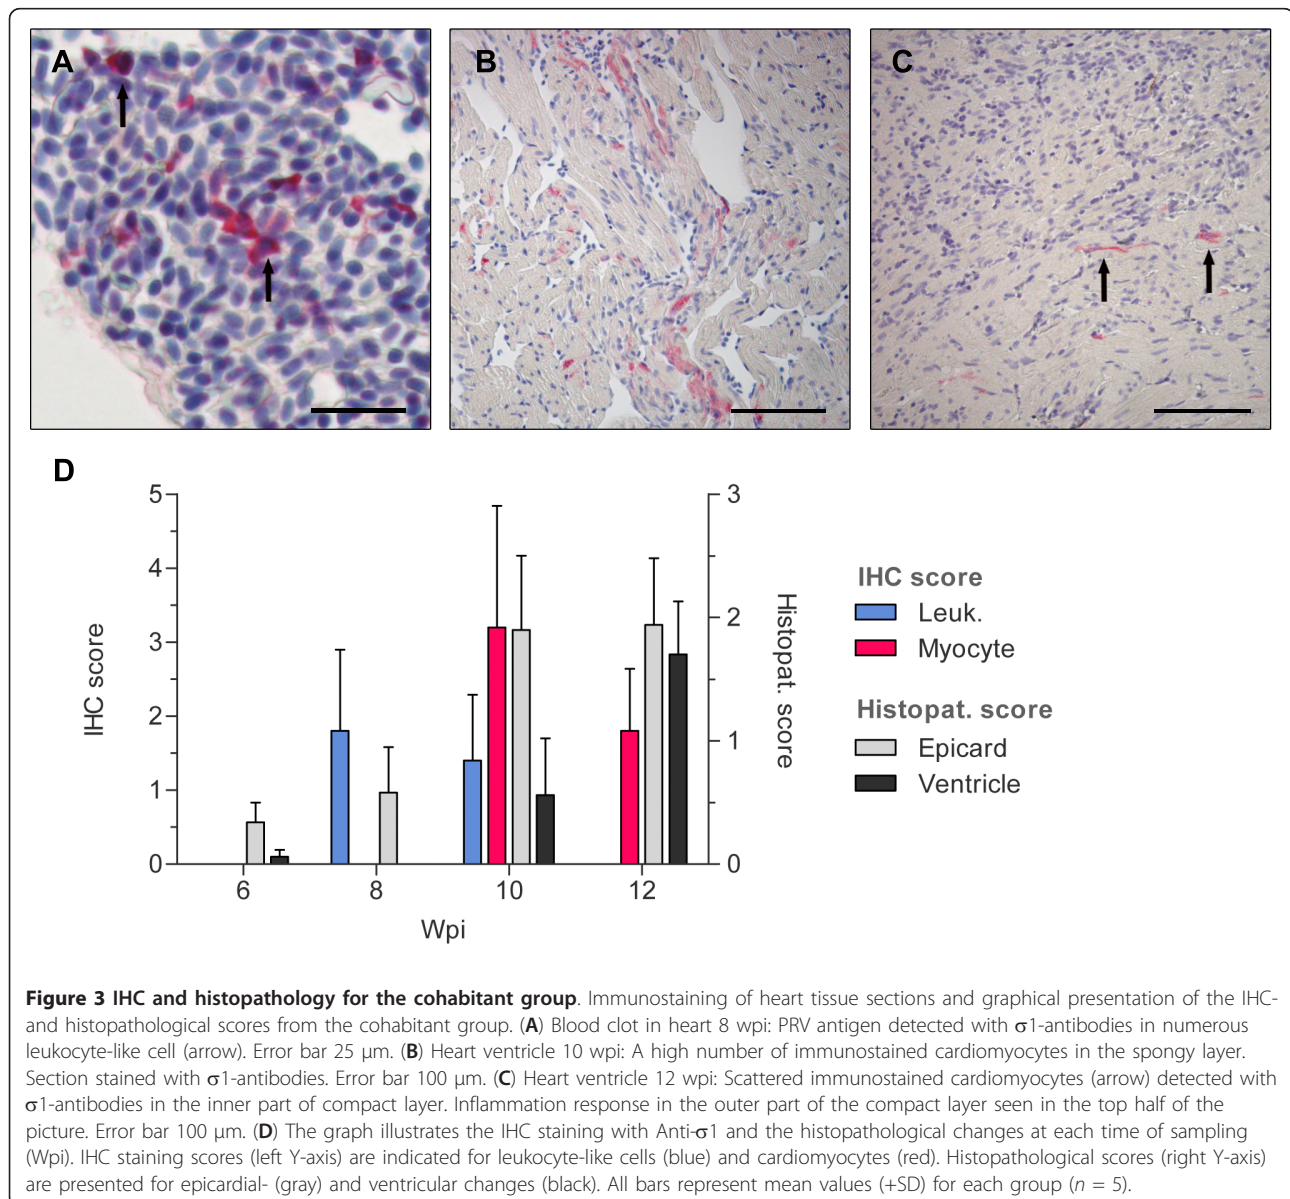 A
B
C
D
5
4
3
2
1
0
IHC score
3
2
1
0
Histopat. score
6 8 10 12
Wpi
IHC score
Leuk.
Myocyte
Histopat. score
Epicard
Ventricle
Figure 3 IHC and histopathology for the cohabitant group. Immunostaining of heart tissue sections and graphical presentation of the IHC-
and histopathological scores from the cohabitant group. (A) Blood clot in heart 8 wpi: PRV antigen detected with σ1-antibodies in numerous
leukocyte-like cell (arrow). Error bar 25 μm. (B) Heart ventricle 10 wpi: A high number of immunostained cardiomyocytes in the spongy layer.
Section stained with σ1-antibodies. Error bar 100 μm. (C) Heart ventricle 12 wpi: Scattered immunostained cardiomyocytes (arrow) detected with
σ1-antibodies in the inner part of compact layer. Inflammation response in the outer part of the compact layer seen in the top half of the
picture. Error bar 100 μm. (D) The graph illustrates the IHC staining with Anti-σ1 and the histopathological changes at each time of sampling
(Wpi). IHC staining scores (left Y-axis) are indicated for leukocyte-like cells (blue) and cardiomyocytes (red). Histopathological scores (right Y-axis)
are presented for epicardial- (gray) and ventricular changes (black). All bars represent mean values (+SD) for each group (n = 5).